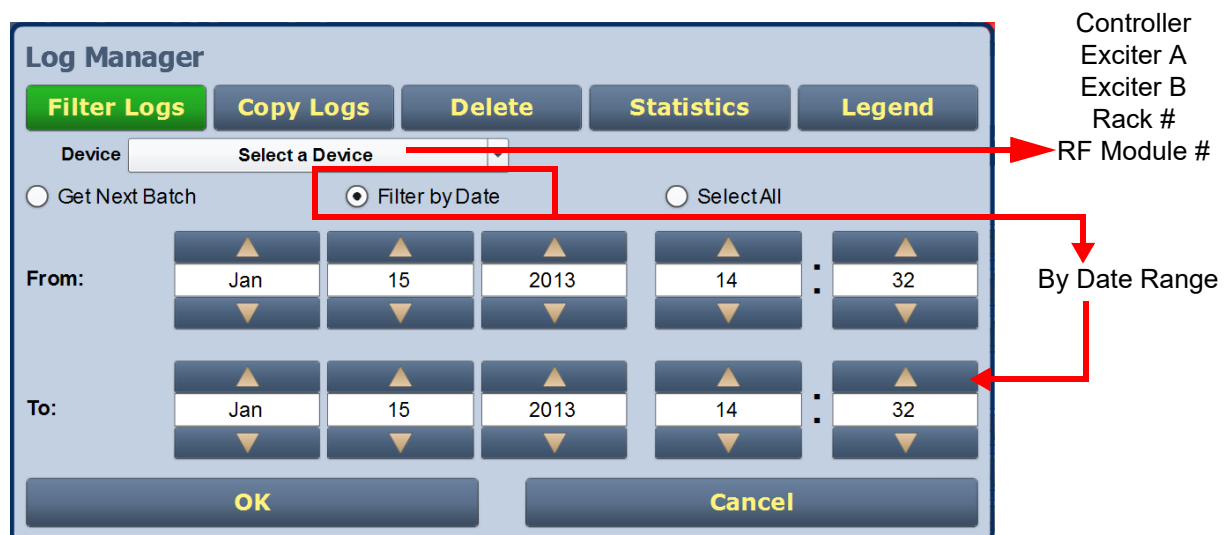 Log Manager
Filter Logs Copy Logs Delete Statistics Legend
Device Select a Device
Get Next Batch Filter by Date Select All
From: Jan 15 2013 14 : 32
To: Jan 15 2013 14 : 32
OK Cancel
Controller
Exciter A
Exciter B
Rack #
RF Module #
By Date Range